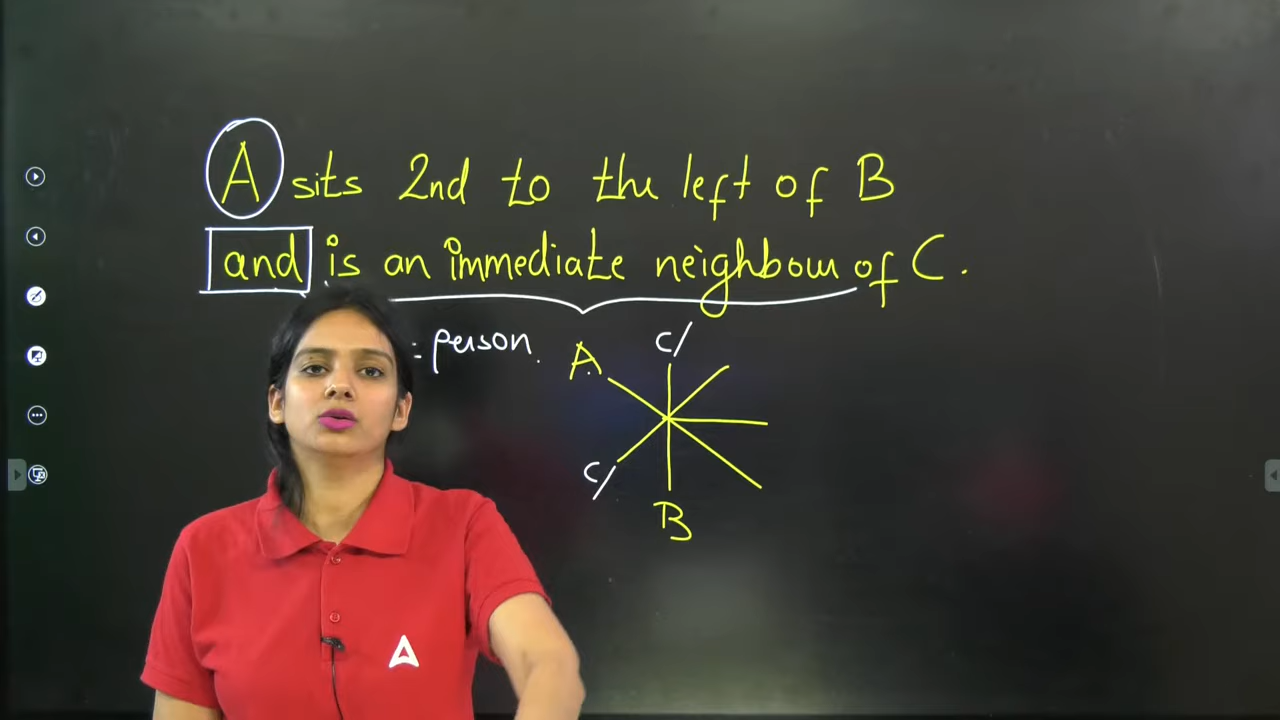 A sits 2nd to the left of B
and is an immediate neighbour of C.
= person.
C/
A
C/
B